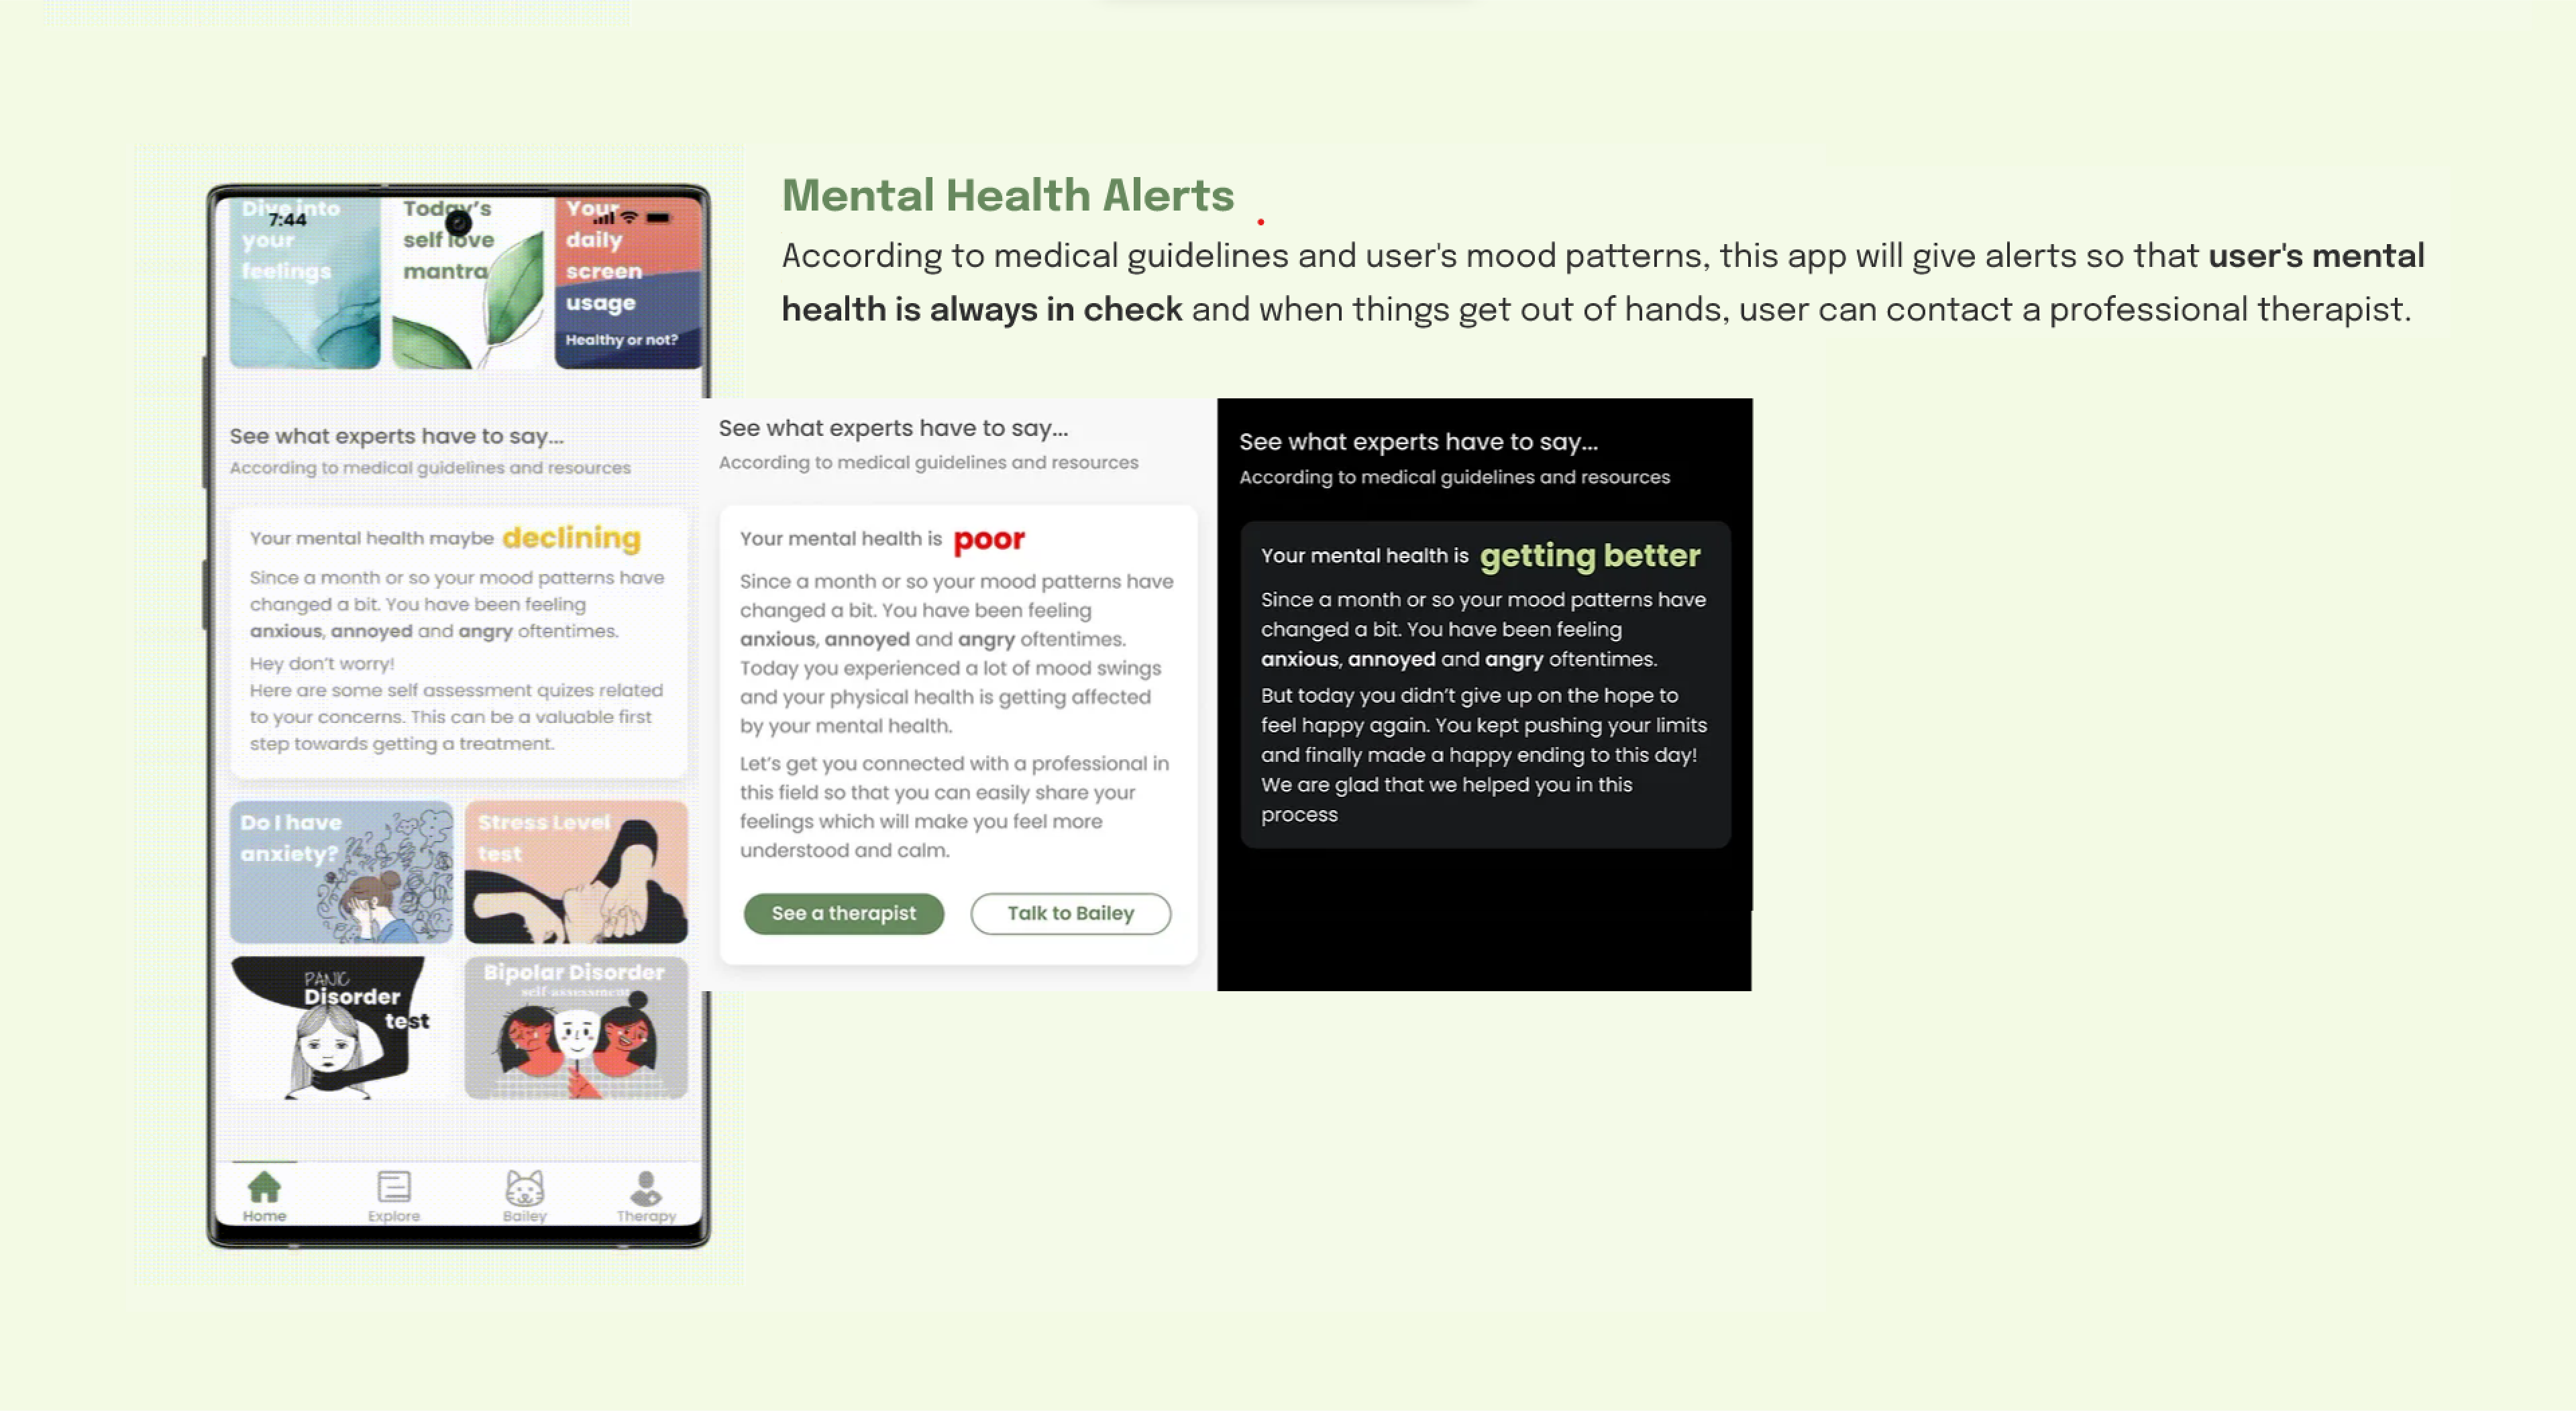 Mental Health Alerts
According to medical guidelines and user's mood patterns, this app will give alerts so that user's mental
health is always in check and when things get out of hands, user can contact a professional therapist.
Dive into
your
feelings
7:44
Today's
self love
mantra
Your
daily
screen
usage
Healthy or not?
See what experts have to say...
According to medical guidelines and resources
Your mental health maybe declining
Since a month or so your mood patterns have
changed a bit. You have been feeling
anxious, annoyed and angry oftentimes.
Hey don't worry!
Here are some self assessment quizes related
to your concerns. This can be a valuable first
step towards getting a treatment.
Do I have
anxiety?
Stress Level
test
PANIC
Disorder
test
Bipolar Disorder
self-assessment
Home
Explore
Bailey
Therapy
See what experts have to say...
According to medical guidelines and resources
Your mental health is poor
Since a month or so your mood patterns have
changed a bit. You have been feeling
anxious, annoyed and angry oftentimes.
Today you experienced a lot of mood swings
and your physical health is getting affected
by your mental health.
Let's get you connected with a professional in
this field so that you can easily share your
feelings which will make you feel more
understood and calm.
See a therapist
Talk to Bailey
See what experts have to say...
According to medical guidelines and resources
Your mental health is getting better
Since a month or so your mood patterns have
changed a bit. You have been feeling
anxious, annoyed and angry oftentimes.
But today you didn't give up on the hope to
feel happy again. You kept pushing your limits
and finally made a happy ending to this day!
We are glad that we helped you in this
process